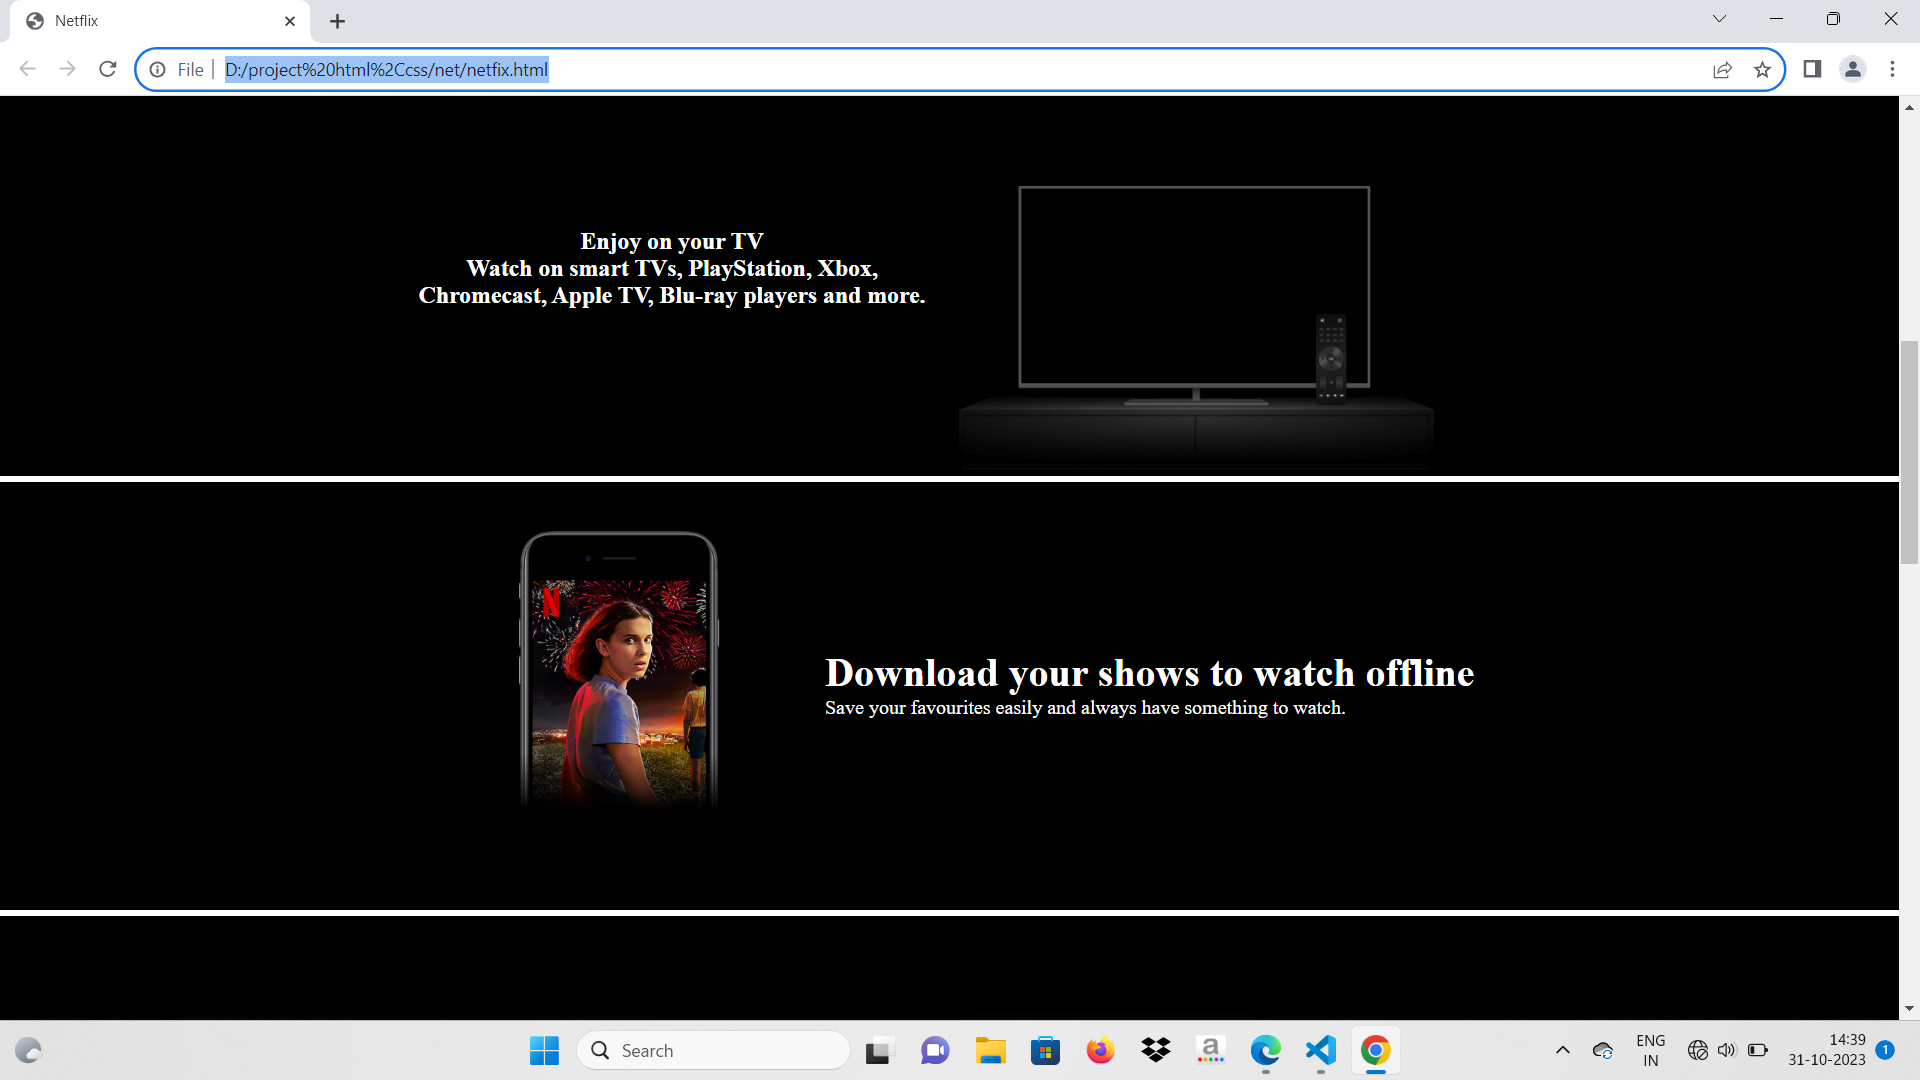 Netflix
File
D:/project%20html%2Ccss/net/netfix.html
Enjoy on your TV
Watch on smart TVs, PlayStation, Xbox,
Chromecast, Apple TV, Blu-ray players and more.
N
Download your shows to watch offline
Save your favourites easily and always have something to watch.
Search
a
ENG
IN
14:39
31-10-2023
1